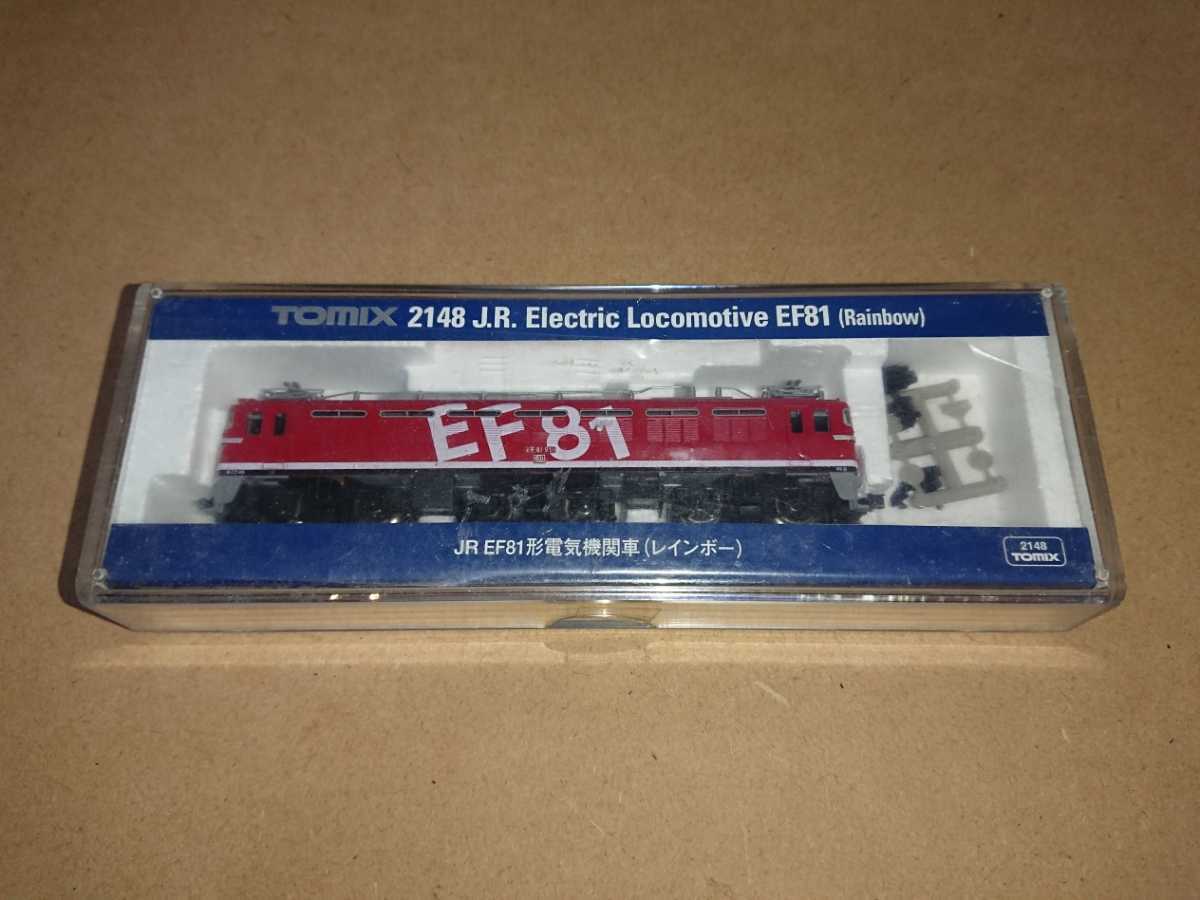 TOMIX 2148 J.R. Electric Locomotive EF81 (Rainbow)
EF81
JR EF81形電気機関車(レインボー)
2148
TOMIX